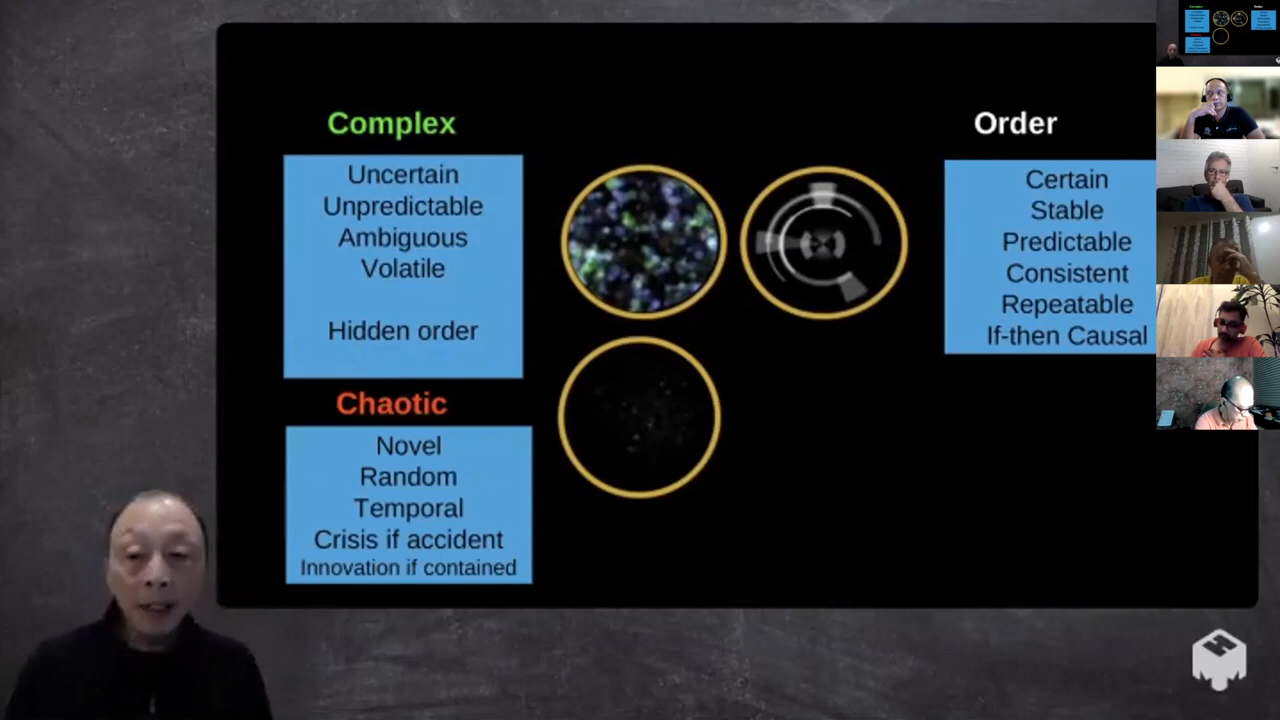 Complex
Uncertain
Unpredictable
Ambiguous
Volatile
Hidden order
Chaotic
Novel
Random
Temporal
Crisis if accident
Innovation if contained
Order
Certain
Stable
Predictable
Consistent
Repeatable
If-then Causal